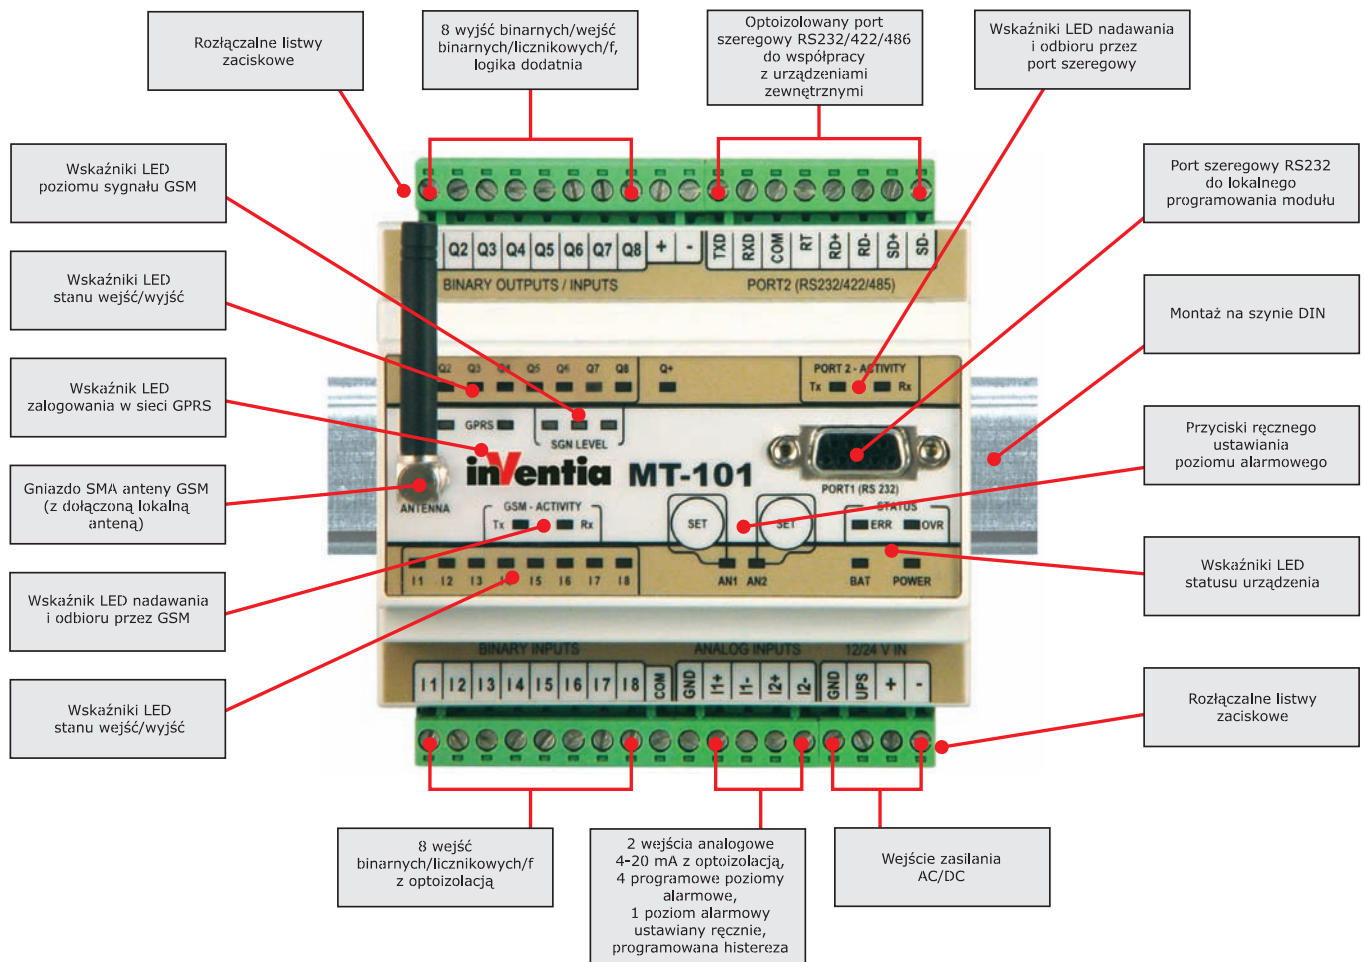 Rozłączalne listwy
zaciskowe
8 wyjść binarnych/wejść
binarnych/licznikowych/f,
logika dodatnia
Optoizolowany port
szeregowy RS232/422/486
do współpracy
z urządzeniami
zewnętrznymi
Wskaźniki LED nadawania
i odbioru przez
port szeregowy
Wskaźniki LED
poziomu sygnału GSM
Wskaźniki LED
stanu wejść/wyjść
Wskaźnik LED
zalogowania w sieci GPRS
Gniazdo SMA anteny GSM
(z dołączoną lokalną
anteną)
Wskaźnik LED nadawania
i odbioru przez GSM
Wskaźniki LED
stanu wejść/wyjść
Port szeregowy RS232
do lokalnego
programowania modułu
Montaż na szynie DIN
Przyciski ręcznego
ustawiania
poziomu alarmowego
Wskaźniki LED
statusu urządzenia
Rozłączalne listwy
zaciskowe
Q2 Q3 Q4 Q5 Q6 Q7 Q8 + - TXD RXD COM RT RD+ RD- SD+ SD-
BINARY OUTPUTS / INPUTS PORT2 (RS232/422/485)
Q2 Q3 Q4 Q5 Q6 Q7 Q8 Q+ PORT 2 - ACTIVITY
Tx Rx
GPRS
SGN LEVEL
inVentia MT-101
PORT1 (RS 232)
ANTENNA GSM - ACTIVITY STATUS
Tx Rx SET SET ERR OVR
I1 I2 I3 I5 I6 I7 I8 AN1 AN2 BAT POWER
BINARY INPUTS ANALOG INPUTS 12/24 V IN
I1 I2 I3 I4 I5 I6 I7 I8 COM GND I1+ I1- I2+ I2- GND UPS + -
8 wejść
binarnych/licznikowych/f
z optoizolacją
2 wejścia analogowe
4-20 mA z optoizolacją,
4 programowe poziomy
alarmowe,
1 poziom alarmowy
ustawiany ręcznie,
programowana histereza
Wejście zasilania
AC/DC